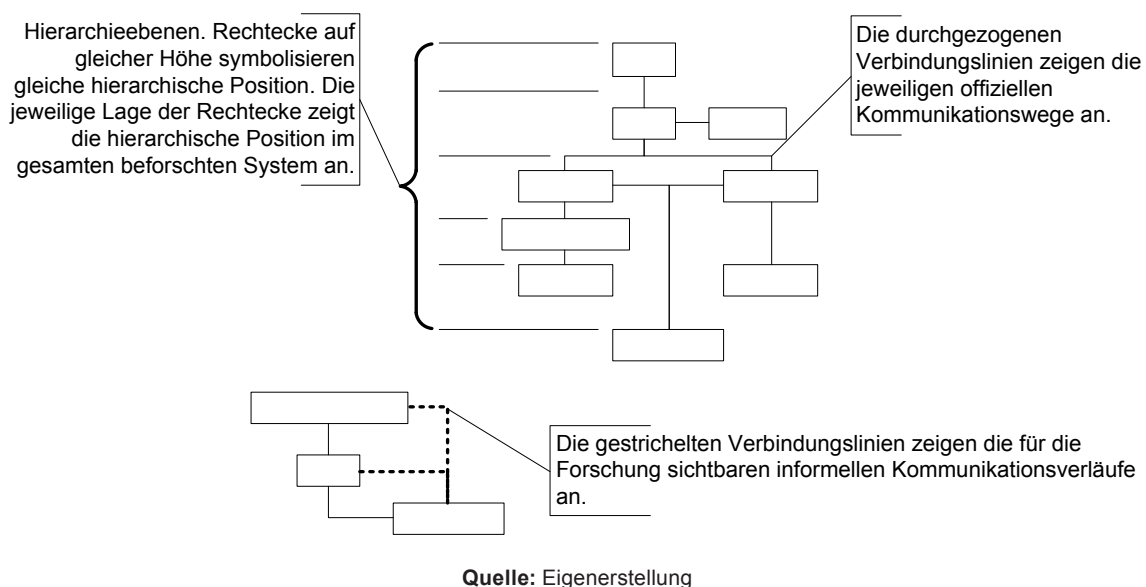 Hierarchieebenen. Rechtecke auf
gleicher Höhe symbolisieren
gleiche hierarchische Position. Die
jeweilige Lage der Rechtecke zeigt
die hierarchische Position im
gesamten beforschten System an.
Die durchgezogenen
Verbindungslinien zeigen die
jeweiligen offiziellen
Kommunikationswege an.
Die gestrichelten Verbindungslinien zeigen die für die
Forschung sichtbaren informellen Kommunikationsverläufe
an.
Quelle: Eigenerstellung